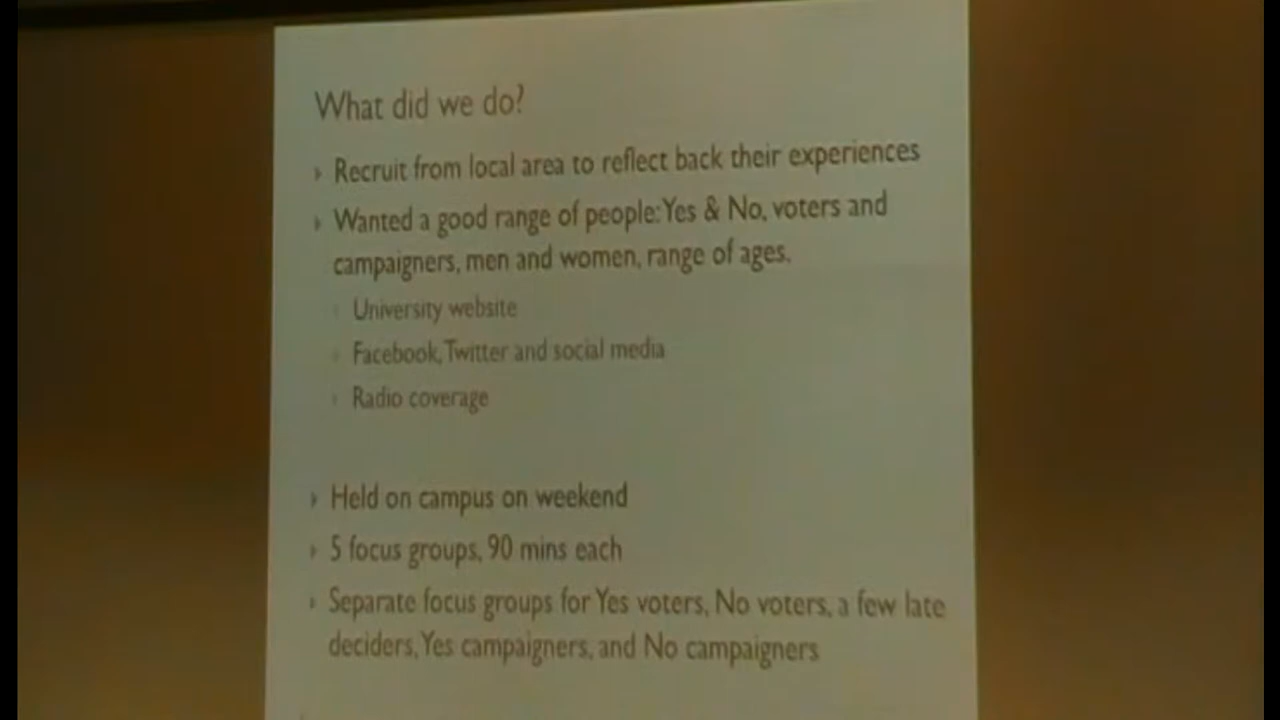 What did we do?
Recruit from local area to reflect back their experiences
Wanted a good range of people: Yes & No, voters and
campaigners, men and women, range of ages.
University website
Facebook, Twitter and social media
Radio coverage
Held on campus on weekend
5 focus groups, 90 mins each
Separate focus groups for Yes voters, No voters, a few late
deciders, Yes campaigners, and No campaigners